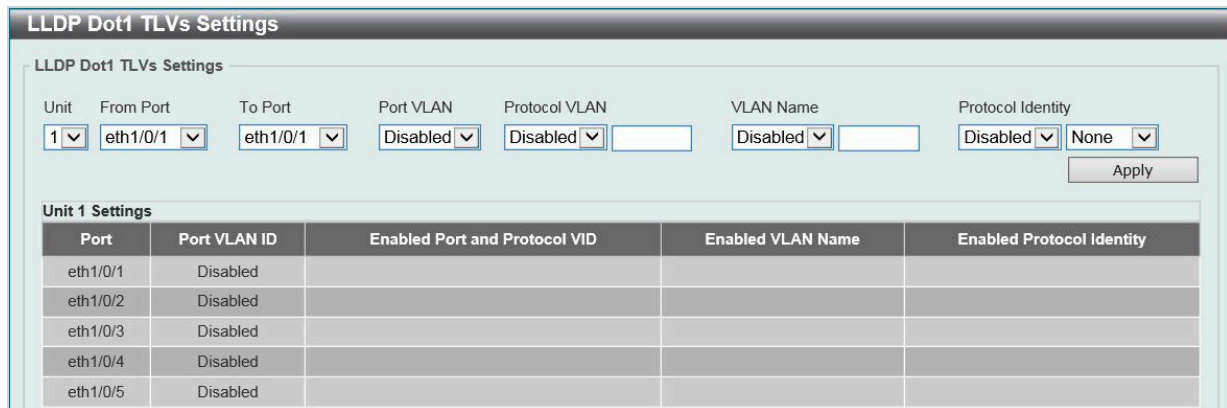 LLDP Dot1 TLVs Settings
LLDP Dot1 TLVs Settings
Unit From Port To Port Port VLAN Protocol VLAN VLAN Name Protocol Identity
1 eth1/0/1 eth1/0/1 Disabled Disabled Disabled Disabled None
Apply
Unit 1 Settings
Port Port VLAN ID Enabled Port and Protocol VID Enabled VLAN Name Enabled Protocol Identity
eth1/0/1 Disabled
eth1/0/2 Disabled
eth1/0/3 Disabled
eth1/0/4 Disabled
eth1/0/5 Disabled